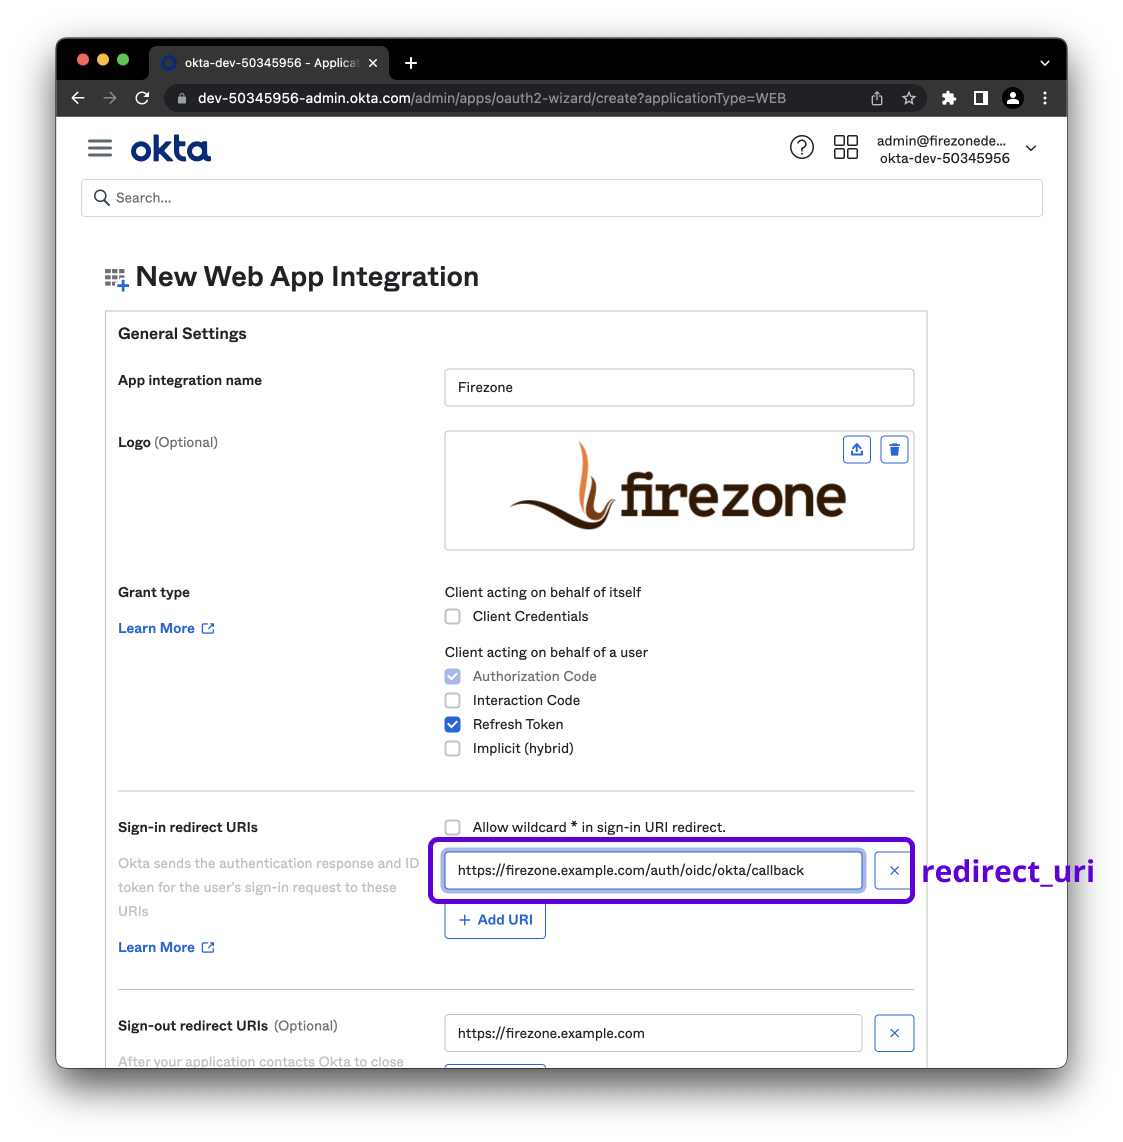 okta-dev-50345956 - Applicat
dev-50345956-admin.okta.com/admin/apps/oauth2-wizard/create?applicationType=WEB
okta
admin@firezonede...
okta-dev-50345956
Search...
New Web App Integration
General Settings
App integration name
Firezone
Logo (Optional)
firezone
Grant type
Client acting on behalf of itself
Client Credentials
Learn More
Client acting on behalf of a user
Authorization Code
Interaction Code
Refresh Token
Implicit (hybrid)
Sign-in redirect URIs
Allow wildcard * in sign-in URI redirect.
Okta sends the authentication response and ID
token for the user's sign-in request to these
URIs
https://firezone.example.com/auth/oidc/okta/callback
redirect_uri
+ Add URI
Learn More
Sign-out redirect URIs (Optional)
https://firezone.example.com
After your application contacts Okta to close